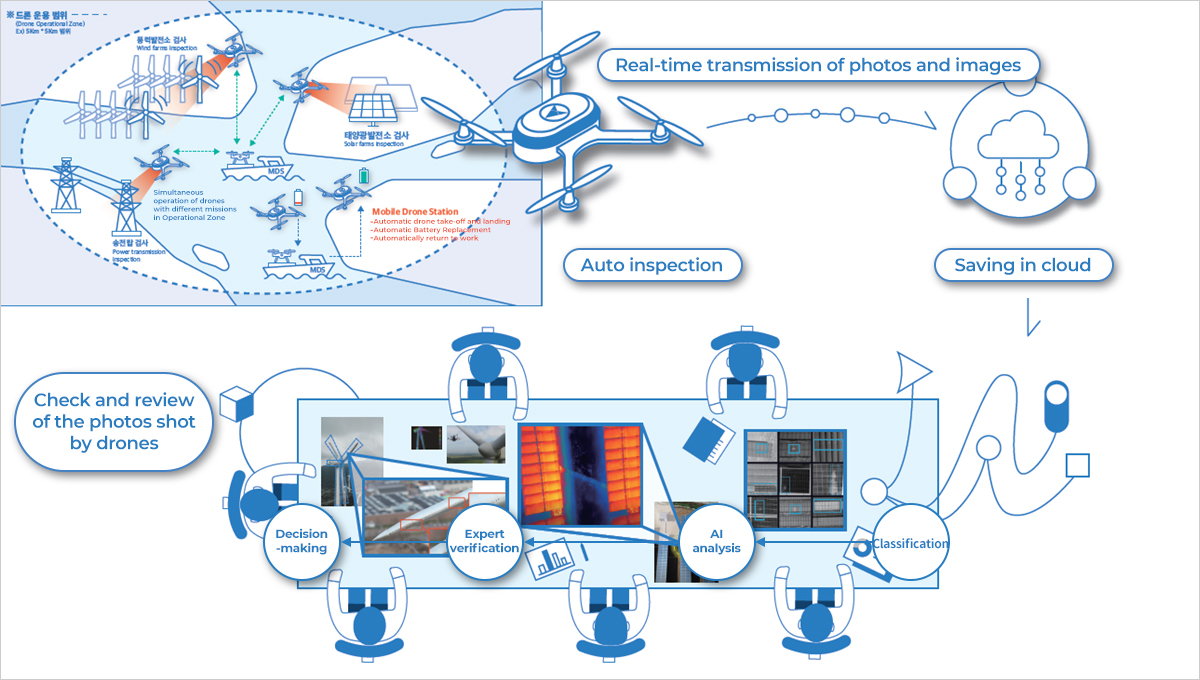 ※ 드론 운용 범위
(Drone Operational Zone)
Ex) 5Km * 5Km 범위
풍력발전소 검사
Wind farms inspection
태양광발전소 검사
Solar farms inspection
MDS
Simultaneous
operation of drones
with different missions
in Operational Zone
송전탑 검사
Power transmission
inspection
Mobile Drone Station
-Automatic drone take-off and landing
-Automatic Battery Replacement
•Automatically return to work
MDS
Real-time transmission of photos and images
Auto inspection
Saving in cloud
Check and review
of the photos shot
by drones
Decision
-making
Expert
verification
AI
analysis
Classification